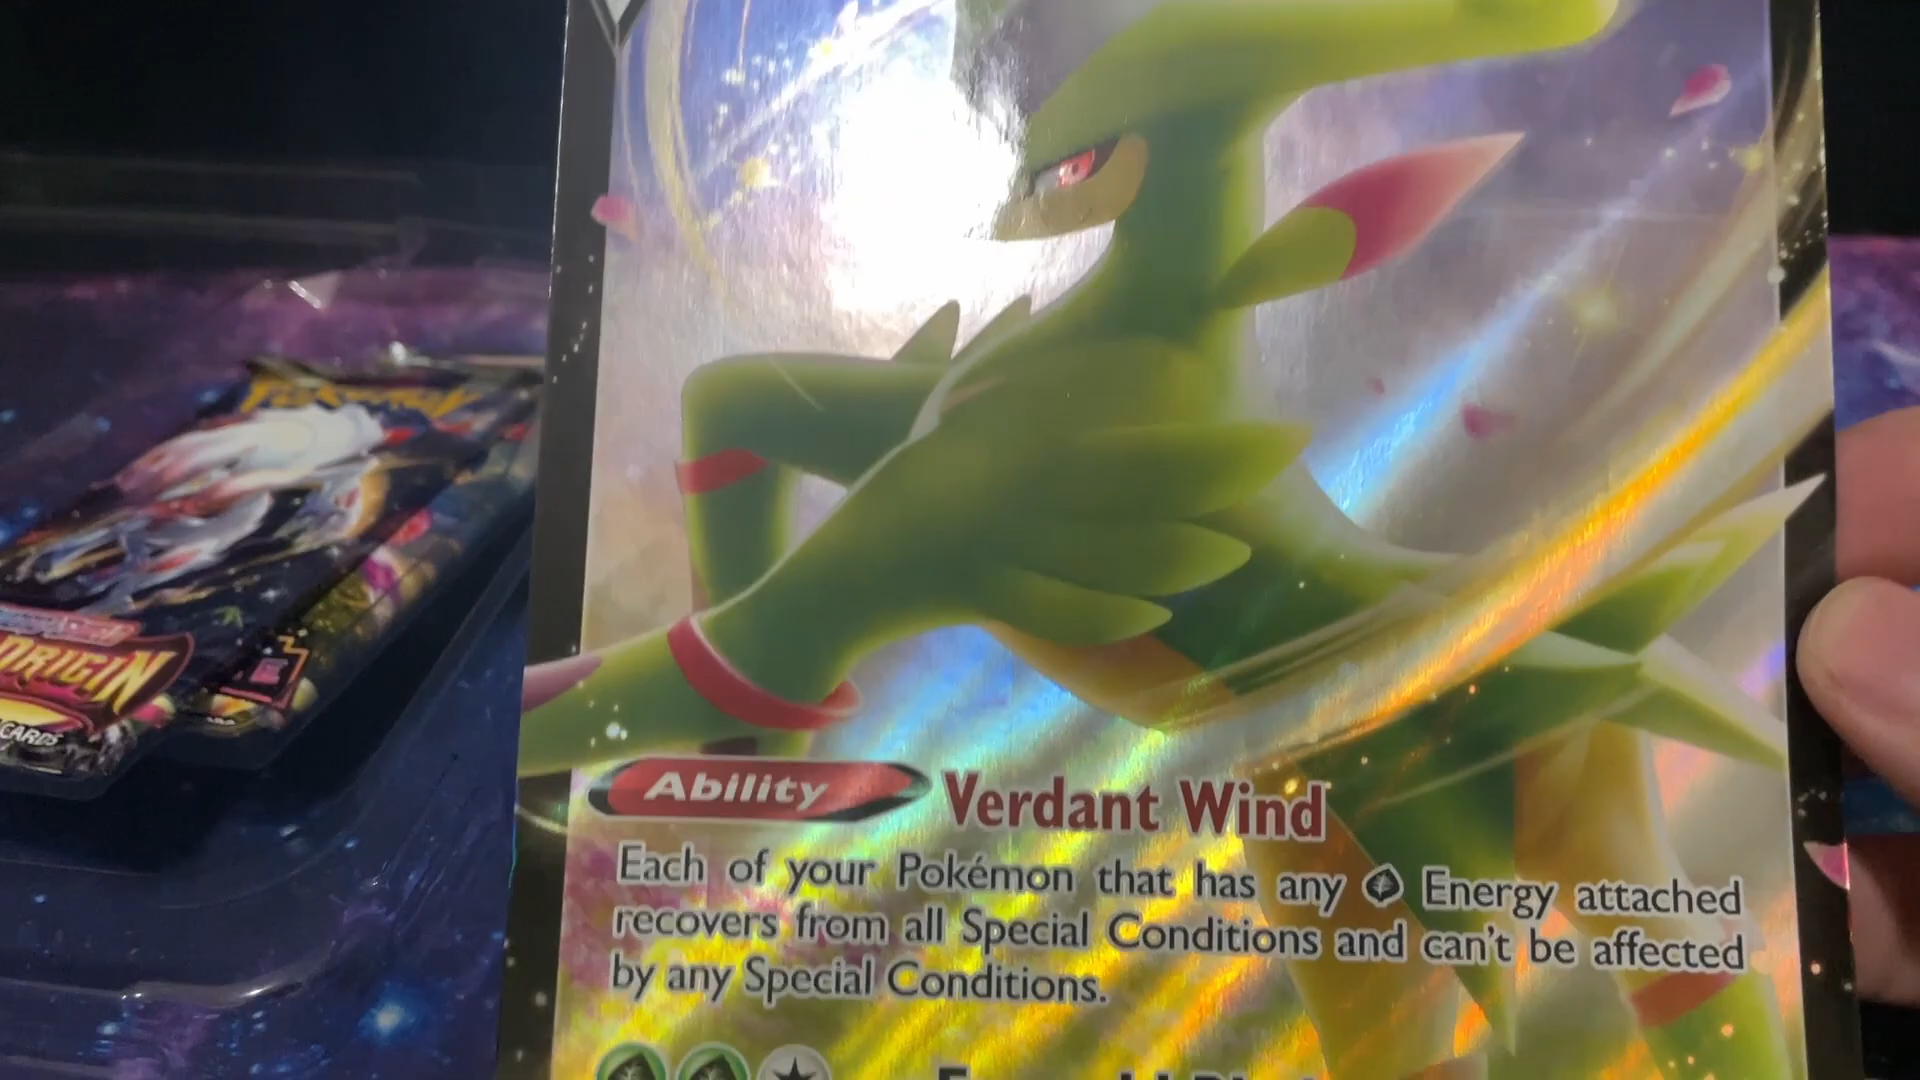 Pokémon
ORIGIN
CARDS
Ability Verdant Wind
Each of your Pokémon that has any Energy attached
recovers from all Special Conditions and can't be affected
by any Special Conditions.